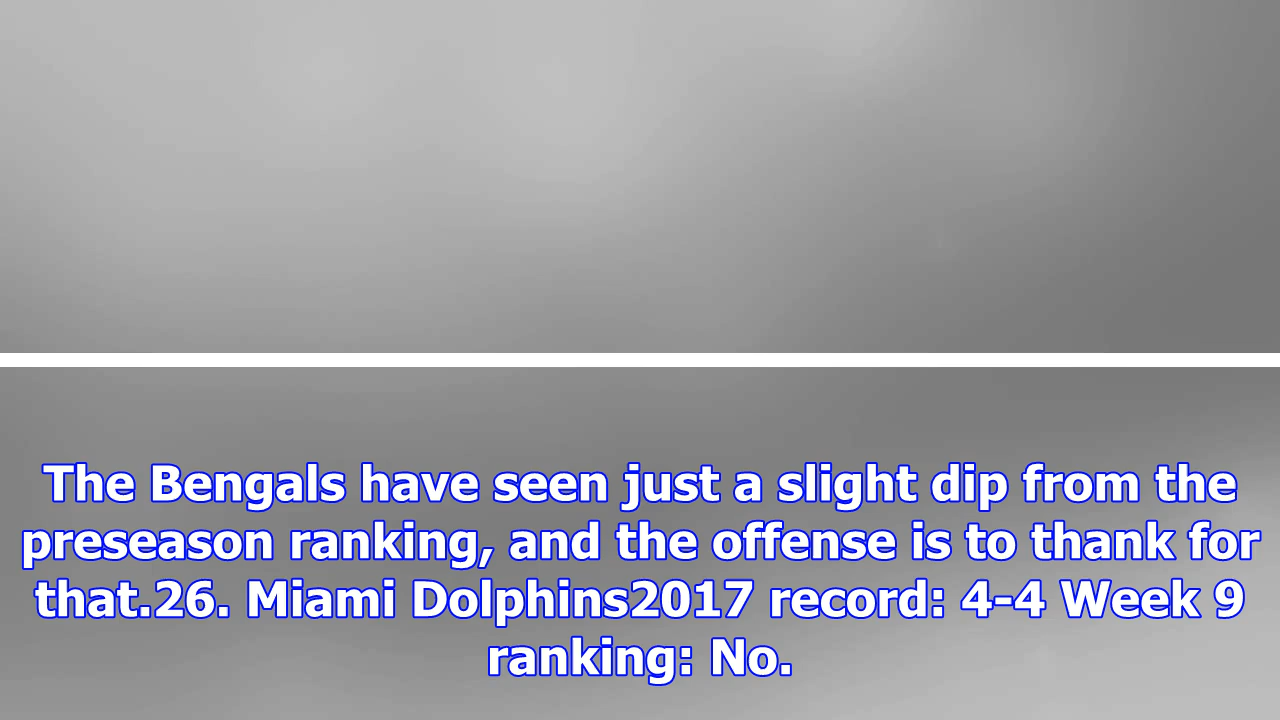 The Bengals have seen just a slight dip from the
preseason ranking, and the offense is to thank for
that.26. Miami Dolphins2017 record: 4-4 Week 9
ranking: No.